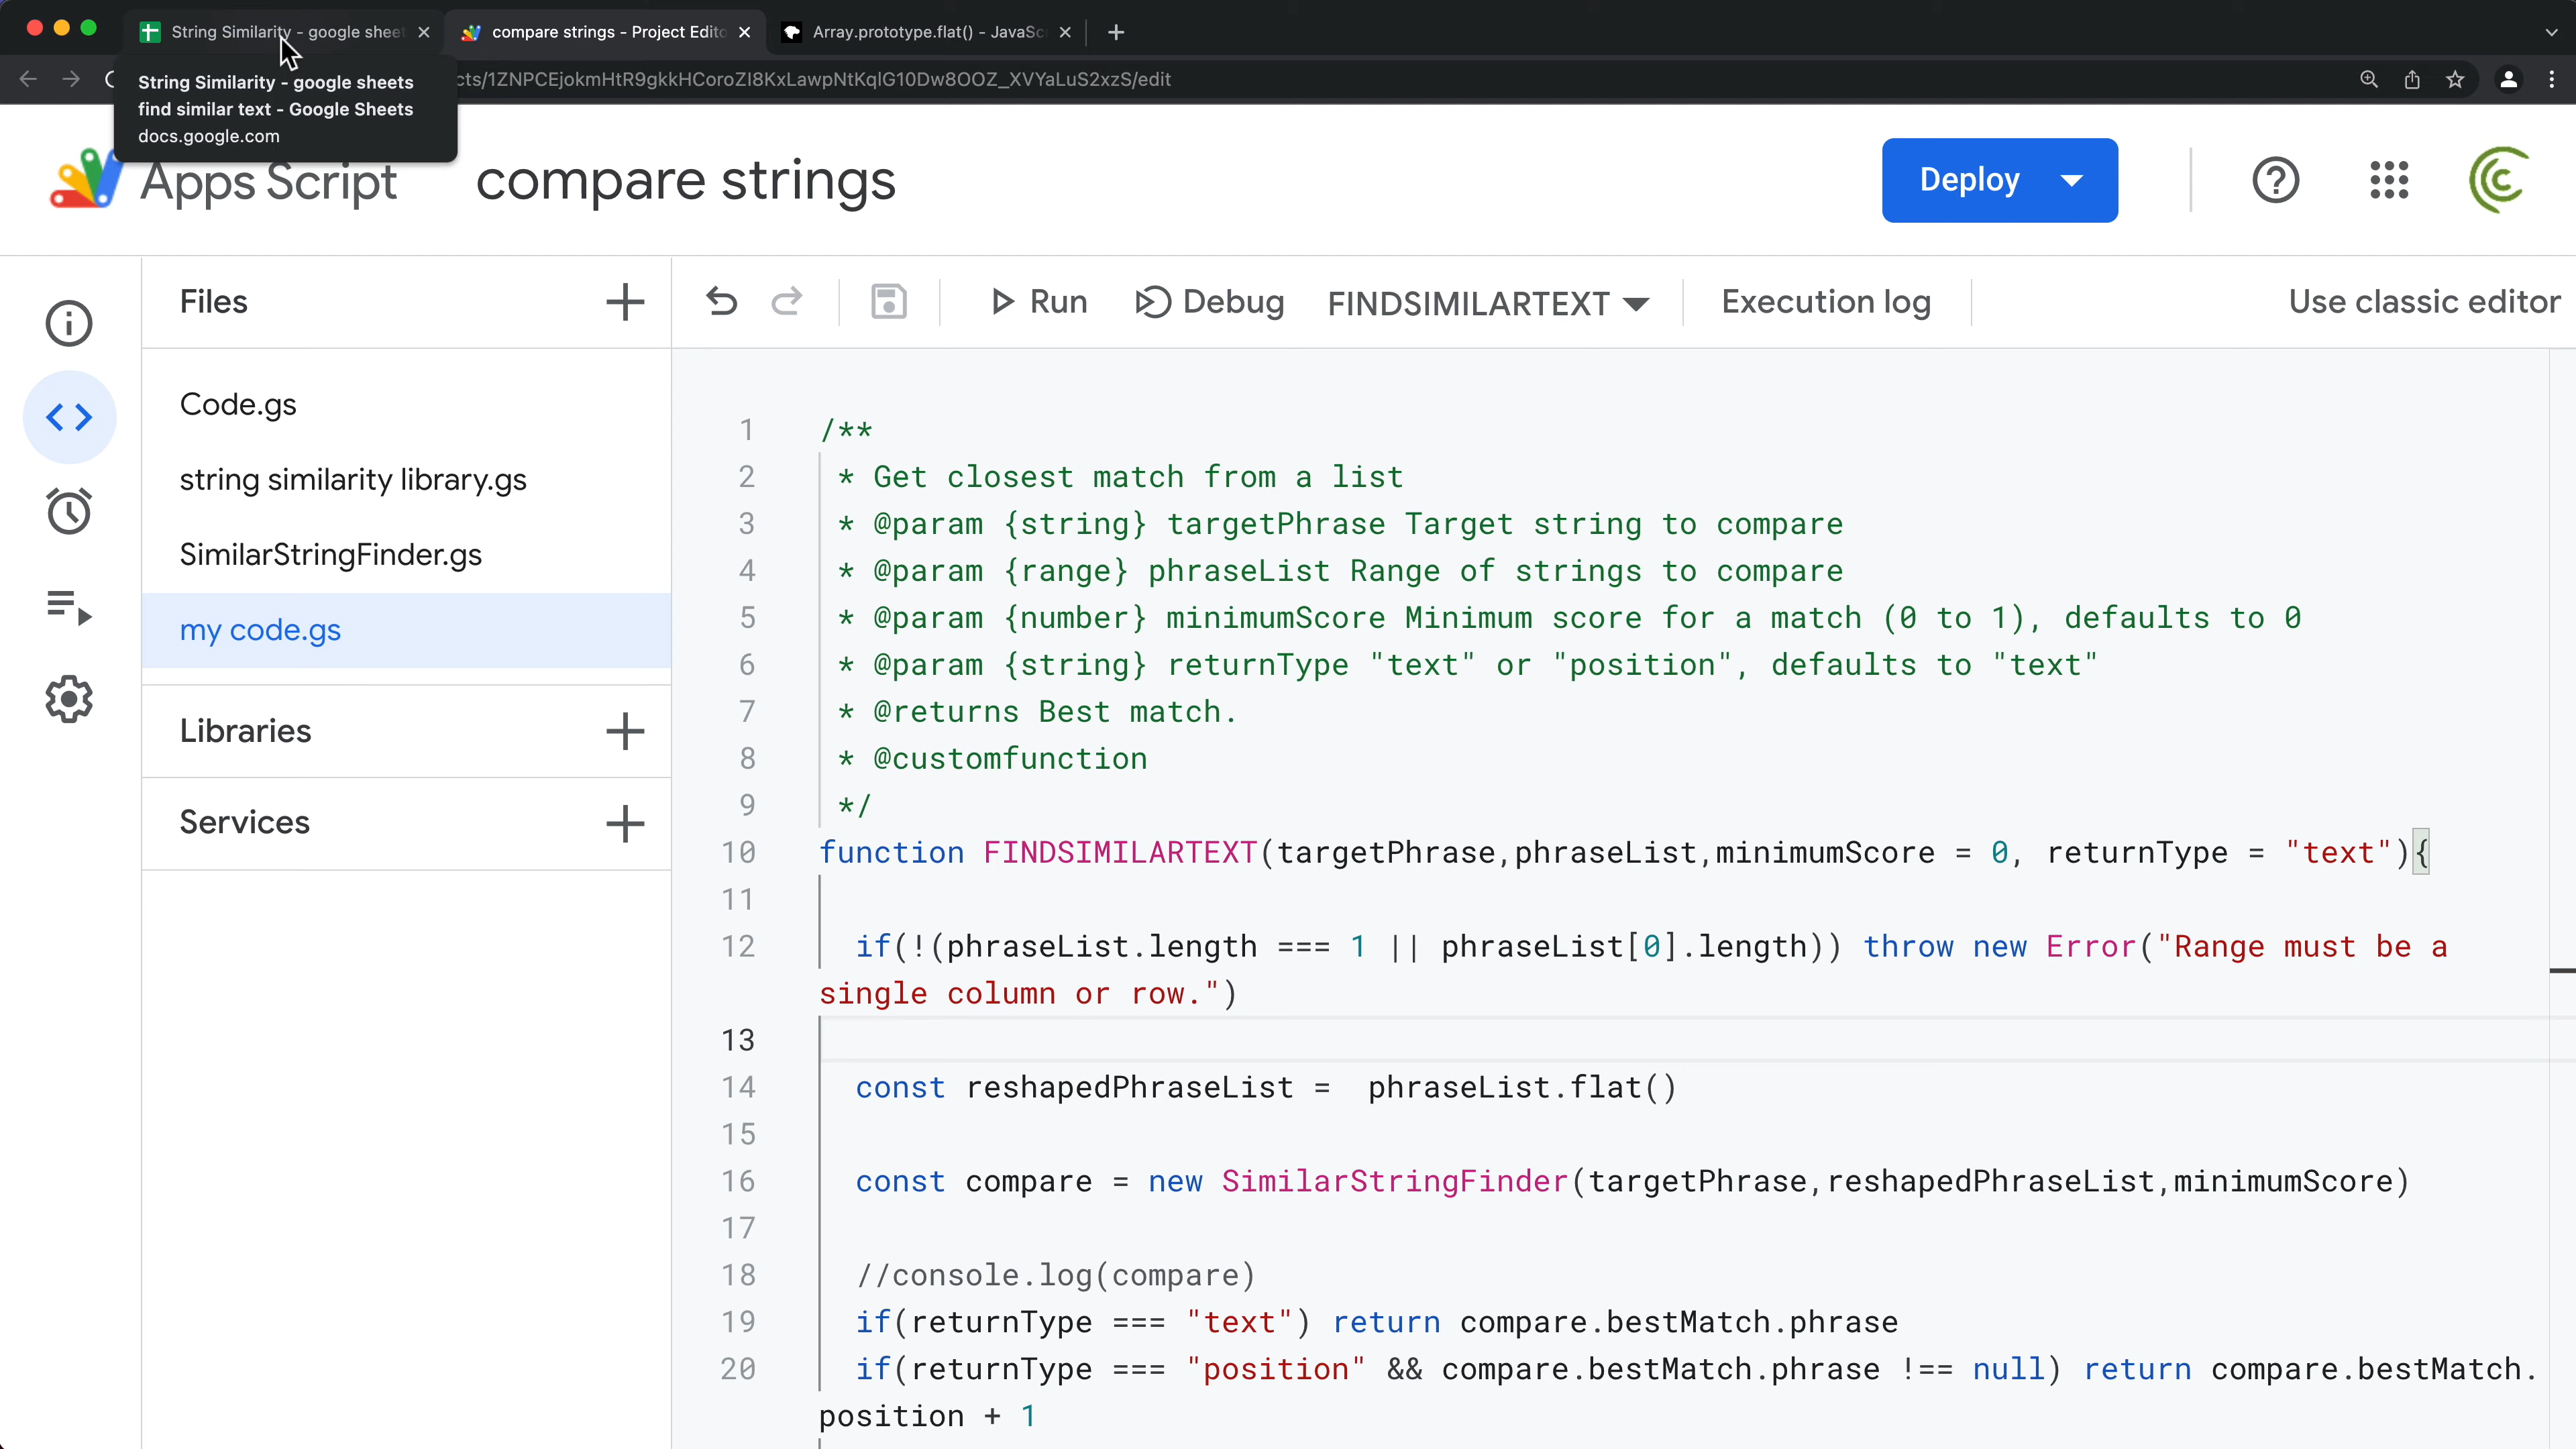 String Similarity - google sheet
compare strings - Project Edito
Array.prototype.flat() - JavaSc
cts/1ZNPCEjokmHtR9gkkHCoroZI8KxLawpNtKqlG10Dw8OOZ_XVYaLuS2xzS/edit
String Similarity - google sheets
find similar text - Google Sheets
docs.google.com
Apps Script
compare strings
Deploy
Files
Run
Debug
FINDSIMILARTEXT
Execution log
Use classic editor
Code.gs
string similarity library.gs
SimilarStringFinder.gs
my code.gs
Libraries
Services
1 /**
2 * Get closest match from a list
3 * @param {string} targetPhrase Target string to compare
4 * @param {range} phraseList Range of strings to compare
5 * @param {number} minimumScore Minimum score for a match (0 to 1), defaults to 0
6 * @param {string} returnType "text" or "position", defaults to "text"
7 * @returns Best match.
8 * @customfunction
9 */
10 function FINDSIMILARTEXT(targetPhrase,phraseList,minimumScore = 0, returnType = "text"){
11
12 if(!(phraseList.length === 1 || phraseList[0].length)) throw new Error("Range must be a
single column or row.")
13
14 const reshapedPhraseList =  phraseList.flat()
15
16 const compare = new SimilarStringFinder(targetPhrase,reshapedPhraseList,minimumScore)
17
18 //console.log(compare)
19 if(returnType === "text") return compare.bestMatch.phrase
20 if(returnType === "position" && compare.bestMatch.phrase !== null) return compare.bestMatch.
position + 1